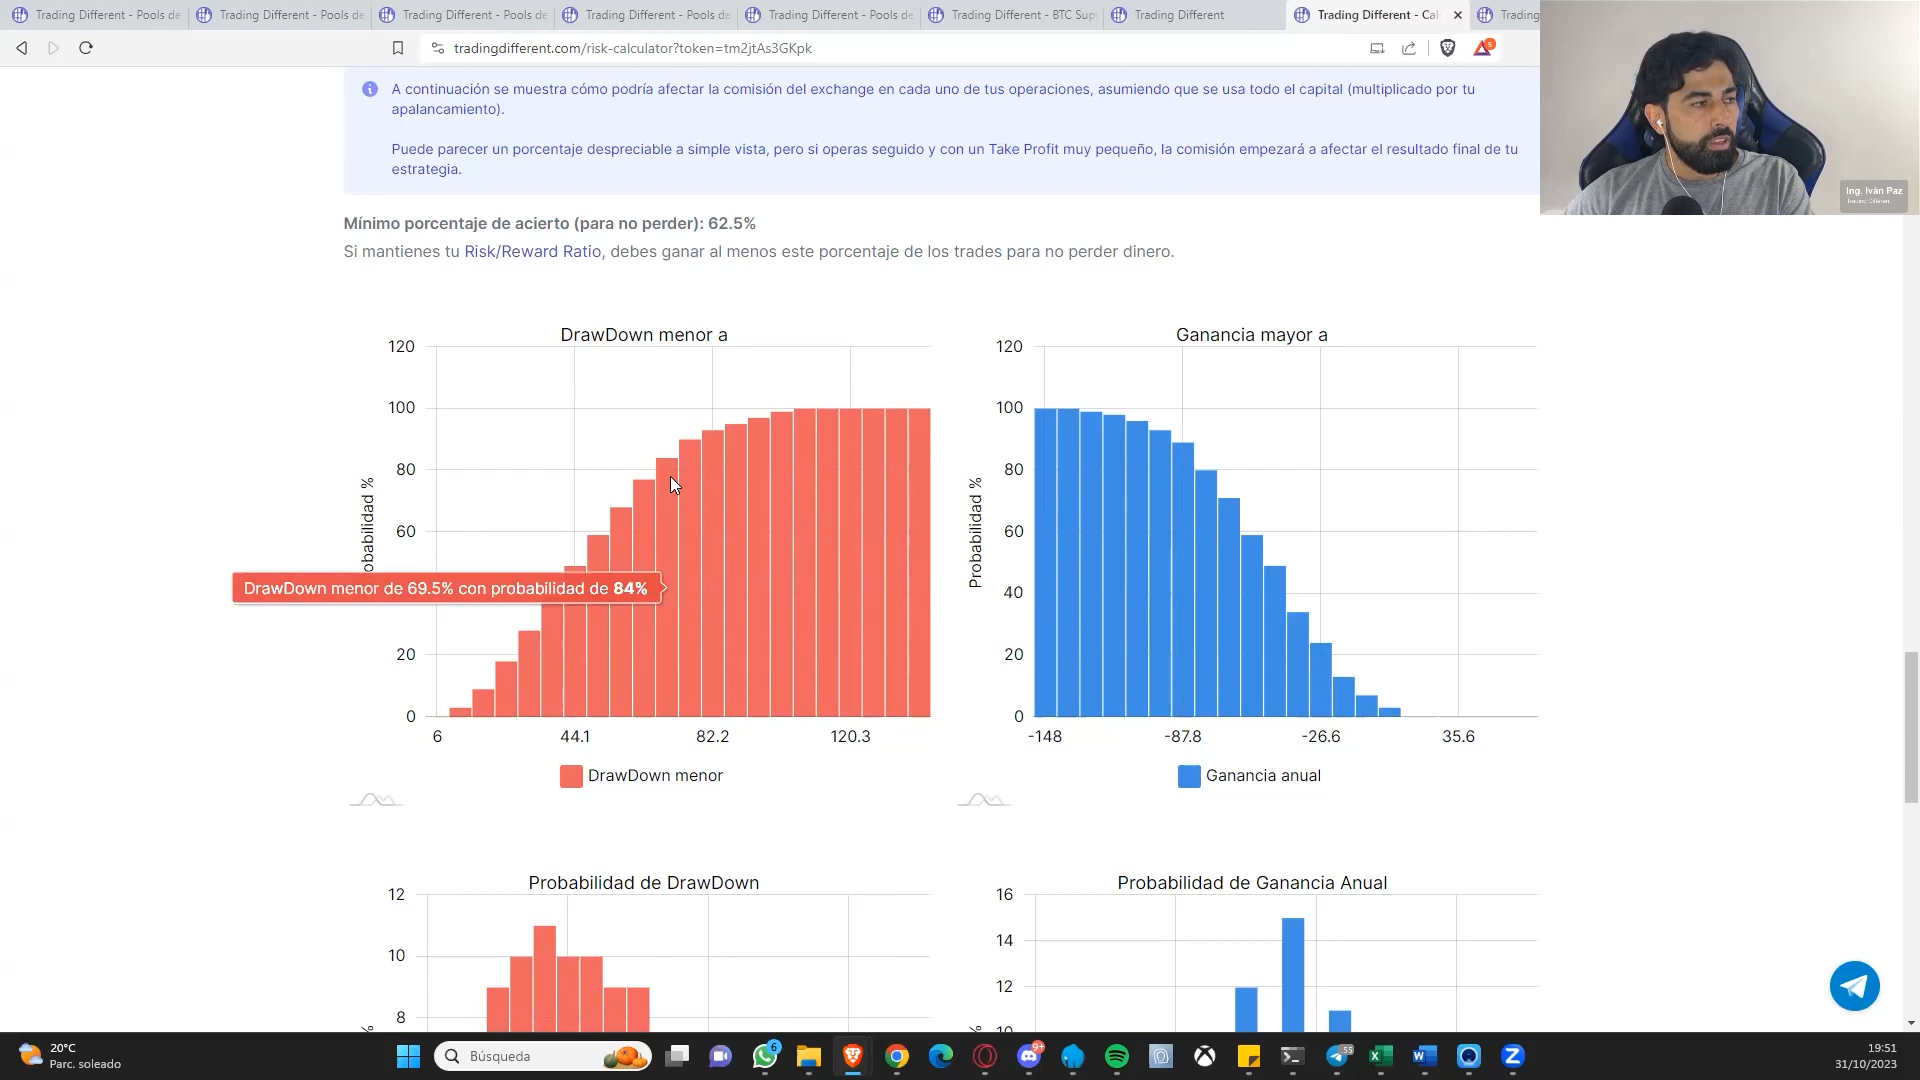 Trading Different - Pools de
Trading Different - Pools de
Trading Different - Pools de
Trading Different - Pools de
Trading Different - Pools de
Trading Different - BTC Sup
Trading Different
Trading Different - Cal
Trading
tradingdifferent.com/risk-calculator?token=tm2jtAs3GKpk
5
A continuación se muestra cómo podría afectar la comisión del exchange en cada uno de tus operaciones, asumiendo que se usa todo el capital (multiplicado por tu
apalancamiento).
Puede parecer un porcentaje despreciable a simple vista, pero si operas seguido y con un Take Profit muy pequeño, la comisión empezará a afectar el resultado final de tu
estrategia.
Ing. Iván Paz
Trading Different
Mínimo porcentaje de acierto (para no perder): 62.5%
Si mantienes tu Risk/Reward Ratio, debes ganar al menos este porcentaje de los trades para no perder dinero.
DrawDown menor a
120
100
80
60
20
0
obabilidad %
DrawDown menor de 69.5% con probabilidad de 84%
6
44.1
82.2
120.3
DrawDown menor
Ganancia mayor a
120
100
80
60
40
20
0
Probabilidad %
-148
-87.8
-26.6
35.6
Ganancia anual
Probabilidad de DrawDown
12
10
8
%
Probabilidad de Ganancia Anual
16
14
12
10
%
20°C
Parc. soleado
Búsqueda
6
9+
55
19:51
31/10/2023